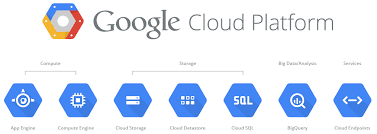 Google Cloud Platform
Compute Storage Big Data/Analysis Services
SQL
App Engine Compute Engine Cloud Storage Cloud Datastore Cloud SQL BigQuery Cloud Endpoints